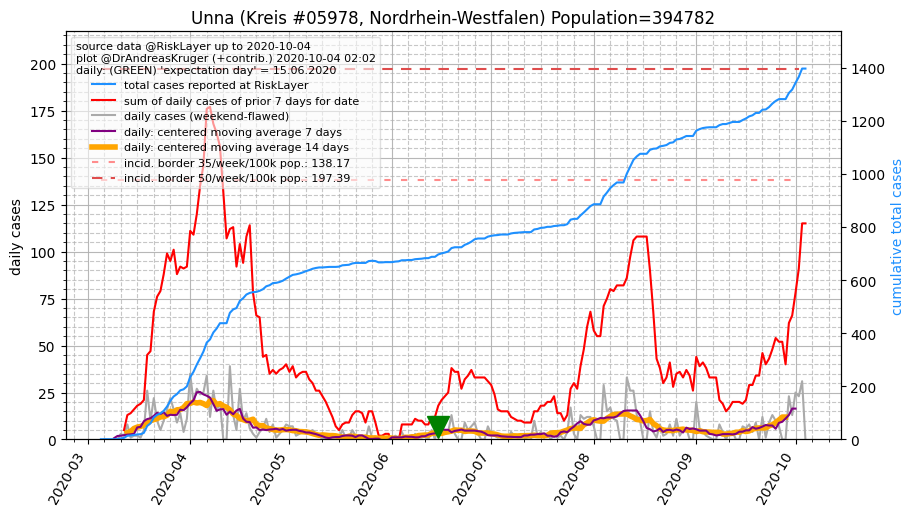 Unna (Kreis #05978, Nordrhein-Westfalen) Population=394782
source data @RiskLayer up to 2020-10-04
plot @DrAndreasKruger (+contrib.) 2020-10-04 02:02
daily: (GREEN) 'expectation day' = 15.06.2020
total cases reported at RiskLayer
sum of daily cases of prior 7 days for date
daily cases (weekend-flawed)
daily: centered moving average 7 days
daily: centered moving average 14 days
incid. border 35/week/100k pop.: 138.17
incid. border 50/week/100k pop.: 197.39
daily cases
200
175
150
125
100
75
50
25
0
cumulative total cases
1400
1200
1000
800
600
400
200
0
2020-03
2020-04
2020-05
2020-06
2020-07
2020-08
2020-09
2020-10